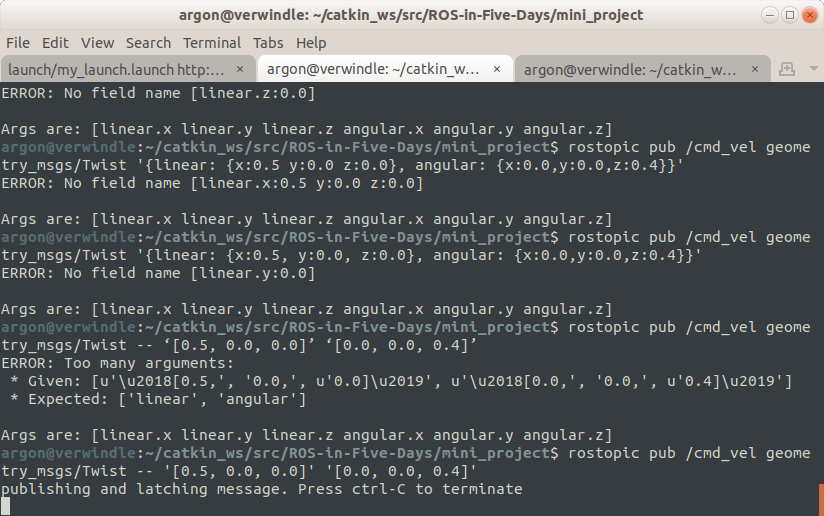 argon@verwindle: ~/catkin_ws/src/ROS-in-Five-Days/mini_project
File Edit View Search Terminal Tabs Help
launch/my_launch.launch http:... × argon@verwindle: ~/catkin_w... × argon@verwindle: ~/catkin_w... ×
ERROR: No field name [linear.z:0.0]
Args are: [linear.x linear.y linear.z angular.x angular.y angular.z]
argon@verwindle:~/catkin_ws/src/ROS-in-Five-Days/mini_project$ rostopic pub /cmd_vel geome
try_msgs/Twist '{linear: {x:0.5 y:0.0 z:0.0}, angular: {x:0.0,y:0.0,z:0.4}}'
ERROR: No field name [linear.x:0.5 y:0.0 z:0.0]
Args are: [linear.x linear.y linear.z angular.x angular.y angular.z]
argon@verwindle:~/catkin_ws/src/ROS-in-Five-Days/mini_project$ rostopic pub /cmd_vel geome
try_msgs/Twist '{linear: {x:0.5, y:0.0, z:0.0}, angular: {x:0.0,y:0.0,z:0.4}}'
ERROR: No field name [linear.y:0.0]
Args are: [linear.x linear.y linear.z angular.x angular.y angular.z]
argon@verwindle:~/catkin_ws/src/ROS-in-Five-Days/mini_project$ rostopic pub /cmd_vel geome
try_msgs/Twist -- ‘[0.5, 0.0, 0.0]’ ‘[0.0, 0.0, 0.4]’
ERROR: Too many arguments:
* Given: [u'\u2018[0.5,', '0.0,', u'0.0]\u2019', u'\u2018[0.0,', '0.0,', u'0.4]\u2019']
* Expected: ['linear', 'angular']
Args are: [linear.x linear.y linear.z angular.x angular.y angular.z]
argon@verwindle:~/catkin_ws/src/ROS-in-Five-Days/mini_project$ rostopic pub /cmd_vel geome
try_msgs/Twist -- '[0.5, 0.0, 0.0]' '[0.0, 0.0, 0.4]'
publishing and latching message. Press ctrl-C to terminate